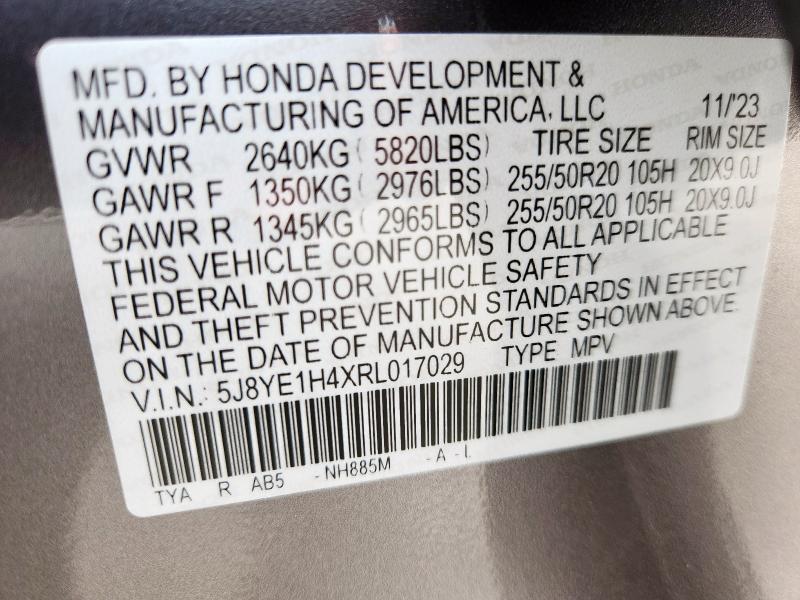 MFD. BY HONDA DEVELOPMENT &
MANUFACTURING OF AMERICA, LLC 11/'23
GVWR 2640KG ( 5820LBS) TIRE SIZE RIM SIZE
GAWR F 1350KG ( 2976LBS) 255/50R20 105H 20X9.0J
GAWR R 1345KG ( 2965LBS) 255/50R20 105H 20X9.0J
THIS VEHICLE CONFORMS TO ALL APPLICABLE
FEDERAL MOTOR VEHICLE SAFETY
AND THEFT PREVENTION STANDARDS IN EFFECT
ON THE DATE OF MANUFACTURE SHOWN ABOVE.
V.I.N.: 5J8YE1H4XRL017029 TYPE MPV
TYA R AB5 -NH885M -A -L